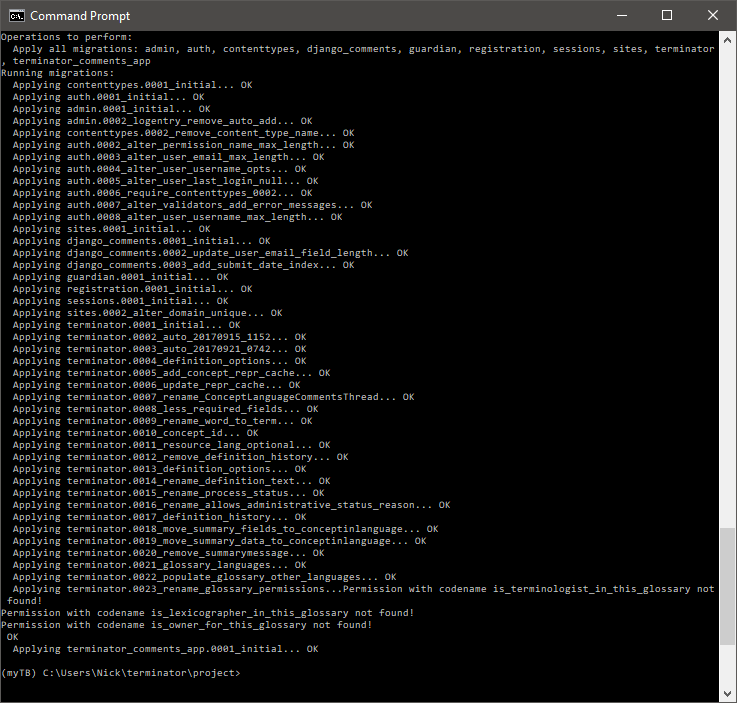 Command Prompt
Operations to perform:
  Apply all migrations: admin, auth, contenttypes, django_comments, guardian, registration, sessions, sites, terminator
, terminator_comments_app
Running migrations:
  Applying contenttypes.0001_initial... OK
  Applying auth.0001_initial... OK
  Applying admin.0001_initial... OK
  Applying admin.0002_logentry_remove_auto_add... OK
  Applying contenttypes.0002_remove_content_type_name... OK
  Applying auth.0002_alter_permission_name_max_length... OK
  Applying auth.0003_alter_user_email_max_length... OK
  Applying auth.0004_alter_user_username_opts... OK
  Applying auth.0005_alter_user_last_login_null... OK
  Applying auth.0006_require_contenttypes_0002... OK
  Applying auth.0007_alter_validators_add_error_messages... OK
  Applying auth.0008_alter_user_username_max_length... OK
  Applying sites.0001_initial... OK
  Applying django_comments.0001_initial... OK
  Applying django_comments.0002_update_user_email_field_length... OK
  Applying django_comments.0003_add_submit_date_index... OK
  Applying guardian.0001_initial... OK
  Applying registration.0001_initial... OK
  Applying sessions.0001_initial... OK
  Applying sites.0002_alter_domain_unique... OK
  Applying terminator.0001_initial... OK
  Applying terminator.0002_auto_20170915_1152... OK
  Applying terminator.0003_auto_20170921_0742... OK
  Applying terminator.0004_definition_options... OK
  Applying terminator.0005_add_concept_repr_cache... OK
  Applying terminator.0006_update_repr_cache... OK
  Applying terminator.0007_rename_ConceptLanguageCommentsThread... OK
  Applying terminator.0008_less_required_fields... OK
  Applying terminator.0009_rename_word_to_term... OK
  Applying terminator.0010_concept_id... OK
  Applying terminator.0011_resource_lang_optional... OK
  Applying terminator.0012_remove_definition_history... OK
  Applying terminator.0013_definition_options... OK
  Applying terminator.0014_rename_definition_text... OK
  Applying terminator.0015_rename_process_status... OK
  Applying terminator.0016_rename_allows_administrative_status_reason... OK
  Applying terminator.0017_definition_history... OK
  Applying terminator.0018_move_summary_fields_to_conceptinlanguage... OK
  Applying terminator.0019_move_summary_data_to_conceptinlanguage... OK
  Applying terminator.0020_remove_summarymessage... OK
  Applying terminator.0021_glossary_languages... OK
  Applying terminator.0022_populate_glossary_other_languages... OK
  Applying terminator.0023_rename_glossary_permissions...Permission with codename is_terminologist_in_this_glossary not
 found!
Permission with codename is_lexicographer_in_this_glossary not found!
Permission with codename is_owner_for_this_glossary not found!
 OK
  Applying terminator_comments_app.0001_initial... OK
(myTB) C:\Users\Nick\terminator\project>